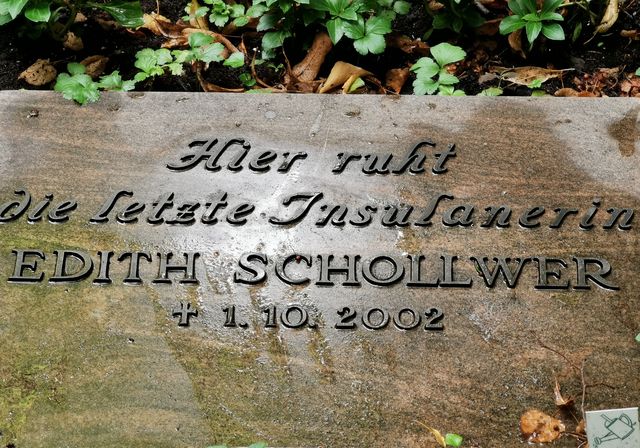 Hier ruht
die letzte Insulanerin
EDITH SCHOLLWER
✝ 1. 10. 2002